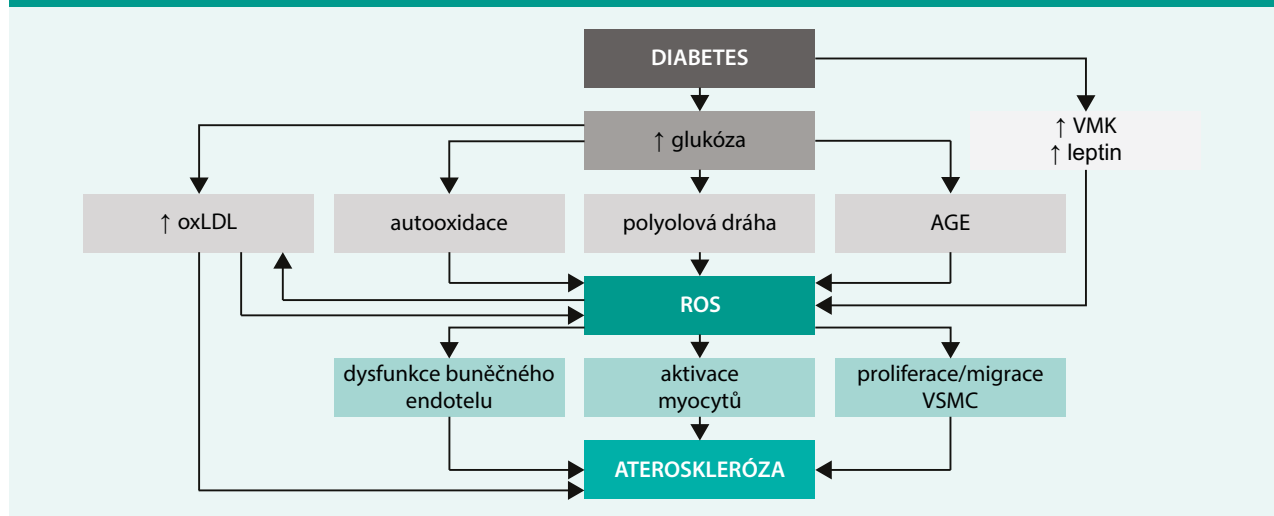 DIABETES
↑ glukóza
↑ VMK
↑ leptin
↑ oxLDL
autooxidace
polyolová dráha
AGE
ROS
dysfunkce buněčného
endotelu
aktivace
myocytů
proliferace/migrace
VSMC
ATEROSKLERÓZA